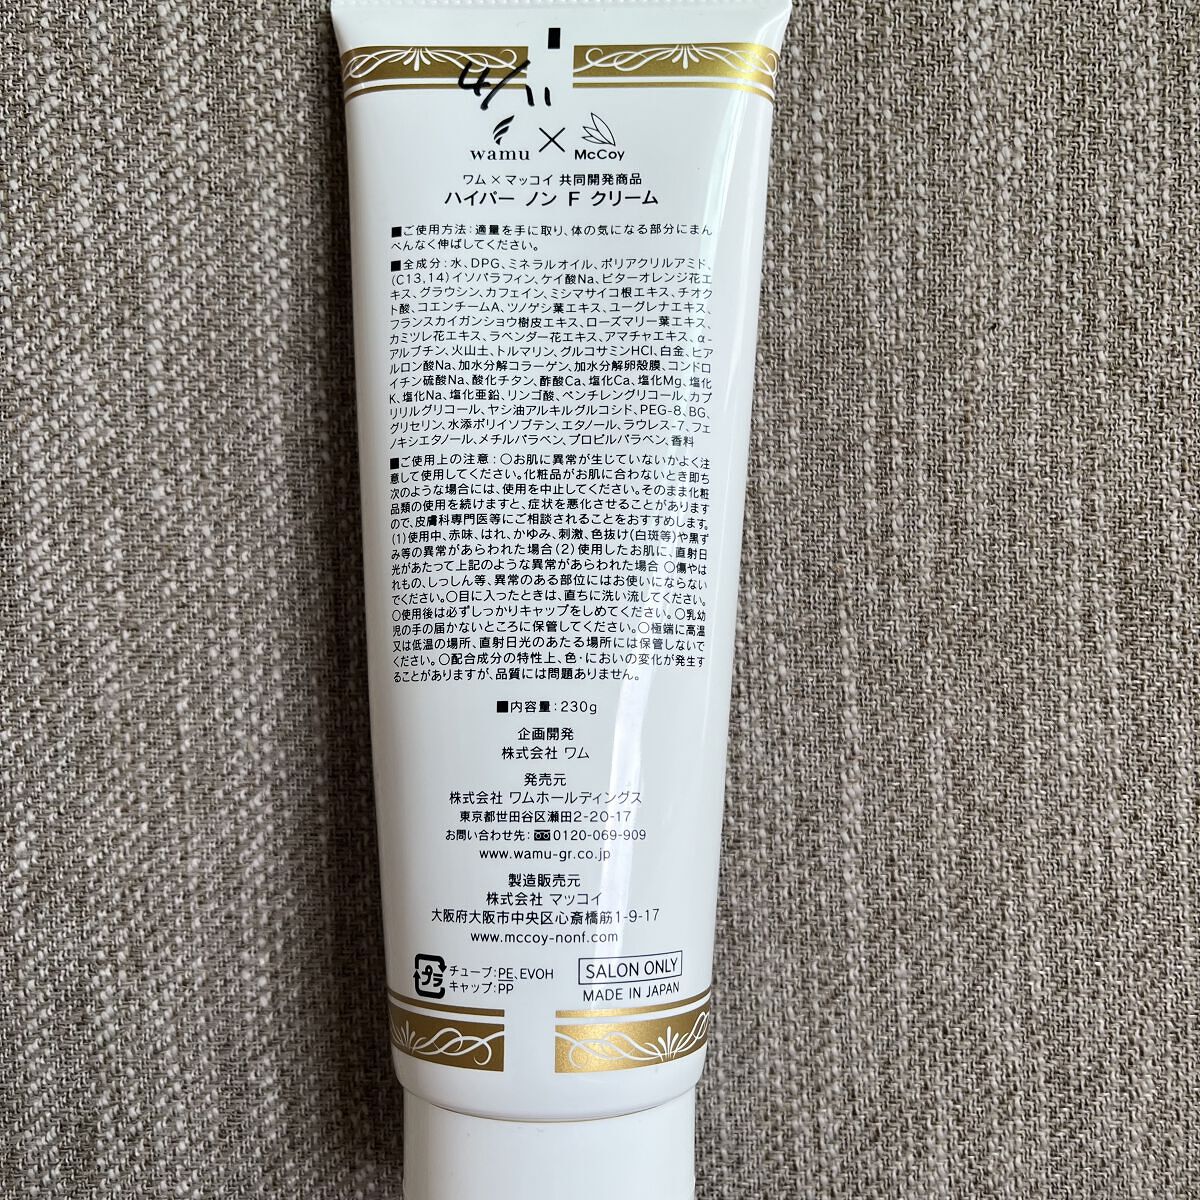 4/11
wamu × McCoy
ワム×マッコイ 共同開発商品
ハイパー ノン F クリーム
■ご使用方法:適量を手に取り、体の気になる部分にまん
べんなく伸ばしてください。
■全成分:水、DPG、ミネラルオイル、ポリアクリルアミド、
(C13,14)イソパラフィン、ケイ酸Na、ビターオレンジ花エ
キス、グラウシン、カフェイン、ミシマサイコ根エキス、チオク
ト酸、コエンチームA、ツノゲシ葉エキス、ユーグレナエキス、
フランスカイガンショウ樹皮エキス、ローズマリー葉エキス、
カミツレ花エキス、ラベンダー花エキス、アマチャエキス、α-
アルブチン、火山土、トルマリン、グルコサミンHCl、白金、ヒア
ルロン酸Na、加水分解コラーゲン、加水分解卵殻膜、コンドロ
イチン硫酸Na、酸化チタン、酢酸Ca、塩化Ca、塩化Mg、塩化
K、塩化Na、塩化亜鉛、リンゴ酸、ペンチレングリコール、カプ
リリルグリコール、ヤシ油アルキルグルコシド、PEG-8、BG、
グリセリン、水添ポリイソブテン、エタノール、ラウレス-7、フェ
ノキシエタノール、メチルパラベン、プロピルパラベン、香料
■ご使用上の注意:○お肌に異常が生じていないかよく注
意して使用してください。化粧品がお肌に合わないとき即ち
次のような場合には、使用を中止してください。そのまま化粧
品類の使用を続けますと、症状を悪化させることがあります
ので、皮膚科専門医等にご相談されることをおすすめします。
(1)使用中、赤味、はれ、かゆみ、刺激、色抜け(白斑等)や黒ず
み等の異常があらわれた場合(2)使用したお肌に、直射日
光があたって上記のような異常があらわれた場合 ○傷やは
れもの、しっしん等、異常のある部位にはお使いにならない
でください。○目に入ったときは、直ちに洗い流してください。
○使用後は必ずしっかりキャップをしめてください。○乳幼
児の手の届かないところに保管してください。○極端に高温
又は低温の場所、直射日光のあたる場所には保管しないで
ください。○配合成分の特性上、色・においの変化が発生す
ることがありますが、品質には問題ありません。
■内容量:230g
企画開発
株式会社 ワム
発売元
株式会社 ワムホールディングス
東京都世田谷区瀬田2-20-17
お問い合わせ先:0120-069-909
www.wamu-gr.co.jp
製造販売元
株式会社 マッコイ
大阪府大阪市中央区心斎橋筋1-9-17
www.mccoy-nonf.com
プラ
チューブ:PE、EVOH
キャップ:PP
SALON ONLY
MADE IN JAPAN